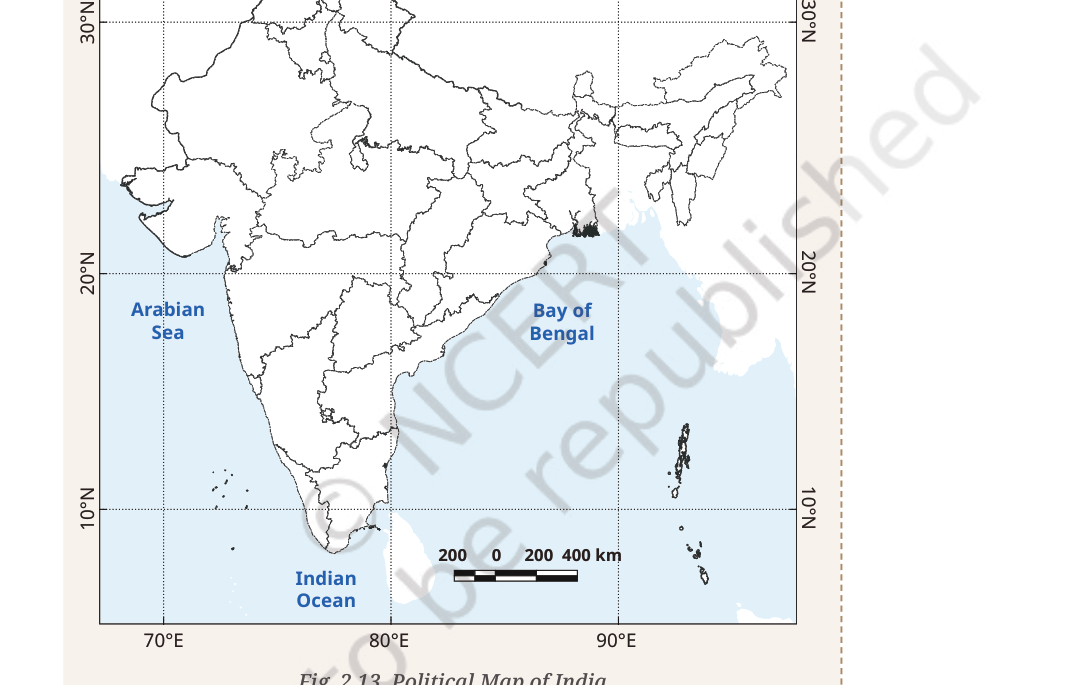 30°N
30°N
20°N
20°N
Arabian
Sea
Bay of
Bengal
© NCERT
to be republished
10°N
10°N
200 0 200 400 km
Indian
Ocean
70°E 80°E 90°E
Fig. 2.13. Political Map of India